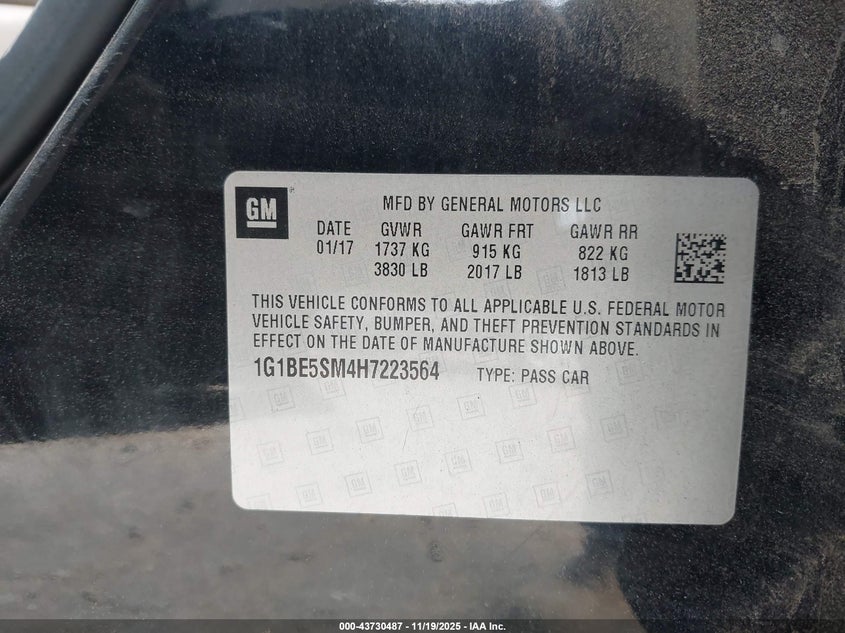 GM
MFD BY GENERAL MOTORS LLC
DATE GVWR GAWR FRT GAWR RR
01/17 1737 KG 915 KG 822 KG
3830 LB 2017 LB 1813 LB
THIS VEHICLE CONFORMS TO ALL APPLICABLE U.S. FEDERAL MOTOR
VEHICLE SAFETY, BUMPER, AND THEFT PREVENTION STANDARDS IN
EFFECT ON THE DATE OF MANUFACTURE SHOWN ABOVE.
1G1BE5SM4H7223564 TYPE: PASS CAR
000-43730487 - 11/19/2025 - IAA Inc.